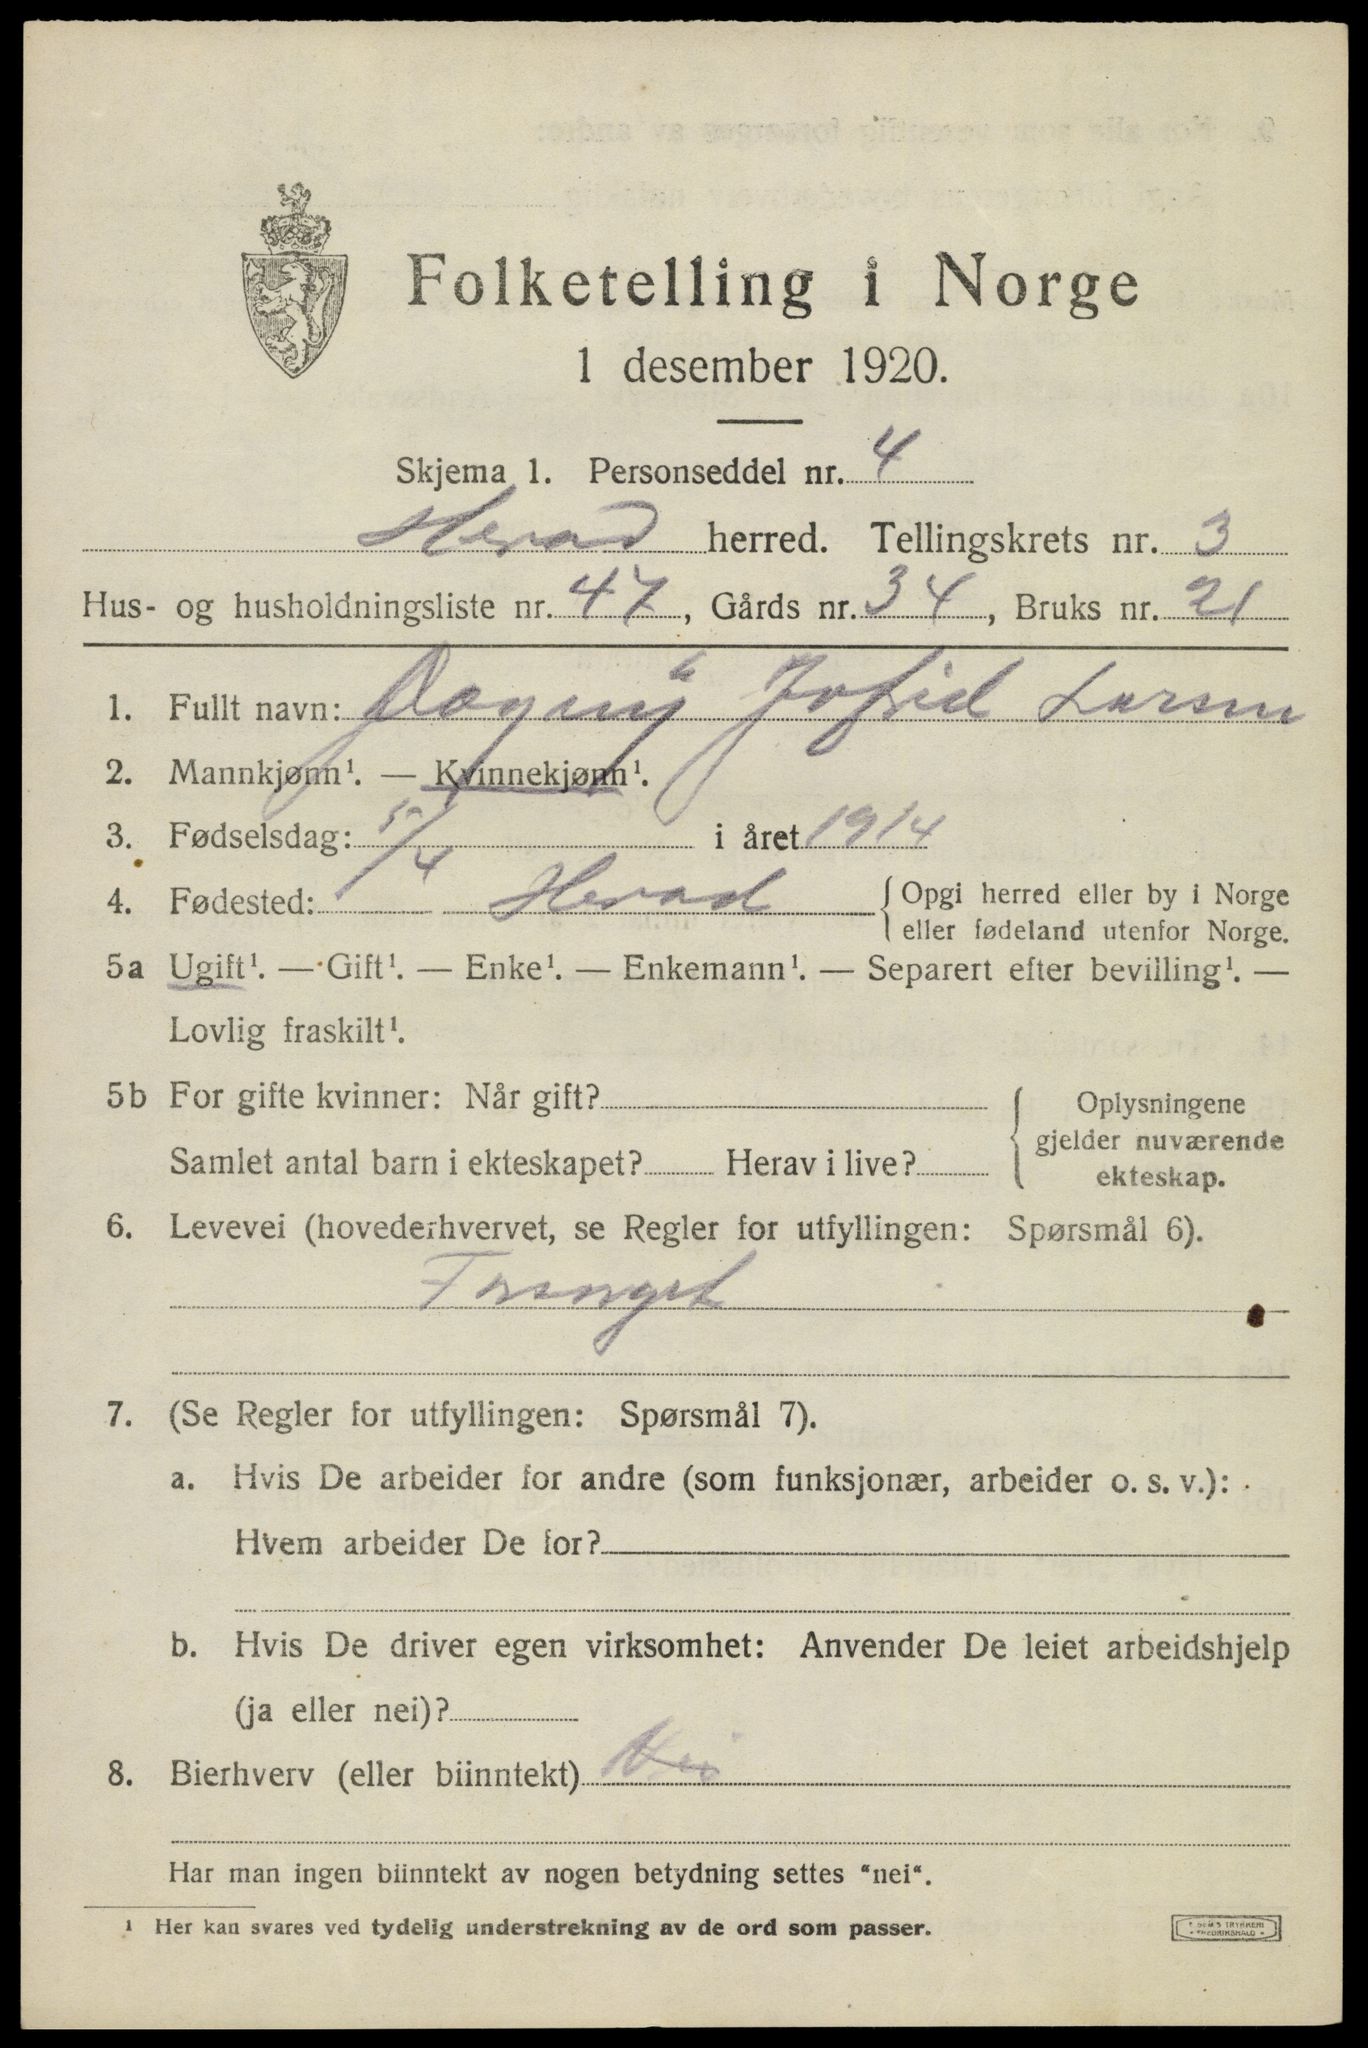 Folketelling i Norge
1 desember 1920.
Skjema 1. Personseddel nr. 4
Herad herred. Tellingskrets nr. 3
Hus- og husholdningsliste nr. 47, Gårds nr. 34, Bruks nr. 21
1. Fullt navn: Dagny Jofrid Larsen
2. Mannkjønn¹. — Kvinnekjønn¹.
3. Fødselsdag: 5/4 i året 1914
4. Fødested: Herad {Opgi herred eller by i Norge
eller fødeland utenfor Norge.
5a Ugift¹. — Gift¹. — Enke¹. — Enkemann¹. — Separert efter bevilling¹. —
Lovlig fraskilt¹.
5b For gifte kvinner: Når gift? Oplysningene
gjelder nuværende
Samlet antal barn i ekteskapet? Herav i live?
ekteskap.
6. Levevei (hovederhvervet, se Regler for utfyllingen: Spørsmål 6).
Forsørget
7. (Se Regler for utfyllingen: Spørsmål 7).
a. Hvis De arbeider for andre (som funksjonær, arbeider o. s. v.):
Hvem arbeider De for?
b. Hvis De driver egen virksomhet: Anvender De leiet arbeidshjelp
(ja eller nei)?
8. Bierhverv (eller biinntekt) Nei
Har man ingen biinntekt av nogen betydning settes "nei".
¹ Her kan svares ved tydelig understrekning av de ord som passer.